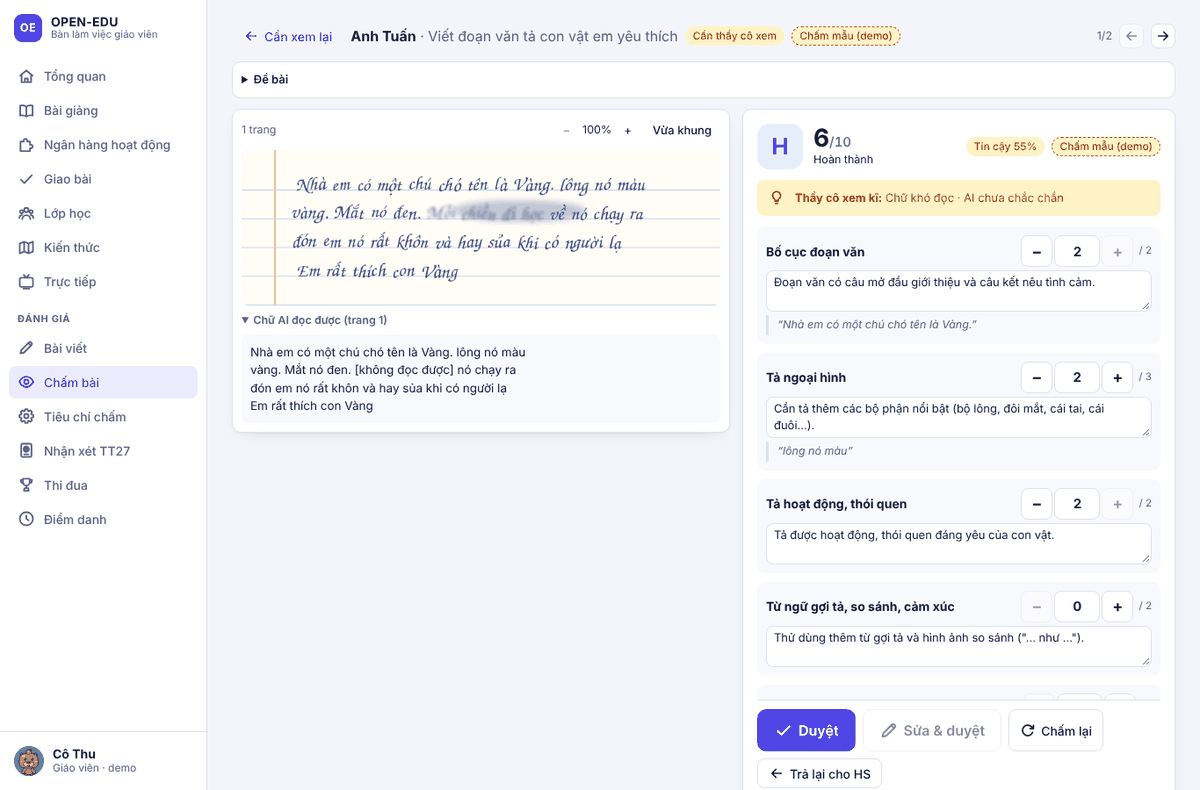 OE
OPEN-EDU
Bàn làm việc giáo viên
Tổng quan
Bài giảng
Ngân hàng hoạt động
Giao bài
Lớp học
Kiến thức
Trực tiếp
ĐÁNH GIÁ
Bài viết
Chấm bài
Tiêu chí chấm
Nhận xét TT27
Thi đua
Điểm danh
Cô Thu
Giáo viên · demo
← Cần xem lại Anh Tuấn · Viết đoạn văn tả con vật em yêu thích Cần thầy cô xem Chấm mẫu (demo) 1/2 ← →
▶ Đề bài
1 trang − 100% + Vừa khung
Nhà em có một chú chó tên là Vàng. lông nó màu
vàng. Mắt nó đen. Mỗi chiều đi học về nó chạy ra
đón em nó rất khôn và hay sủa khi có người lạ
Em rất thích con Vàng
▼ Chữ AI đọc được (trang 1)
Nhà em có một chú chó tên là Vàng. lông nó màu
vàng. Mắt nó đen. [không đọc được] nó chạy ra
đón em nó rất khôn và hay sủa khi có người lạ
Em rất thích con Vàng
H 6/10
Hoàn thành
Tin cậy 55% Chấm mẫu (demo)
Thầy cô xem kĩ: Chữ khó đọc · AI chưa chắc chắn
Bố cục đoạn văn − 2 + / 2
Đoạn văn có câu mở đầu giới thiệu và câu kết nêu tình cảm.
“Nhà em có một chú chó tên là Vàng.”
Tả ngoại hình − 2 + / 3
Cần tả thêm các bộ phận nổi bật (bộ lông, đôi mắt, cái tai, cái
đuôi…).
“lông nó màu”
Tả hoạt động, thói quen − 2 + / 2
Tả được hoạt động, thói quen đáng yêu của con vật.
Từ ngữ gợi tả, so sánh, cảm xúc − 0 + / 2
Thử dùng thêm từ gợi tả và hình ảnh so sánh ("… như …").
Duyệt
Sửa & duyệt
Chấm lại
← Trả lại cho HS